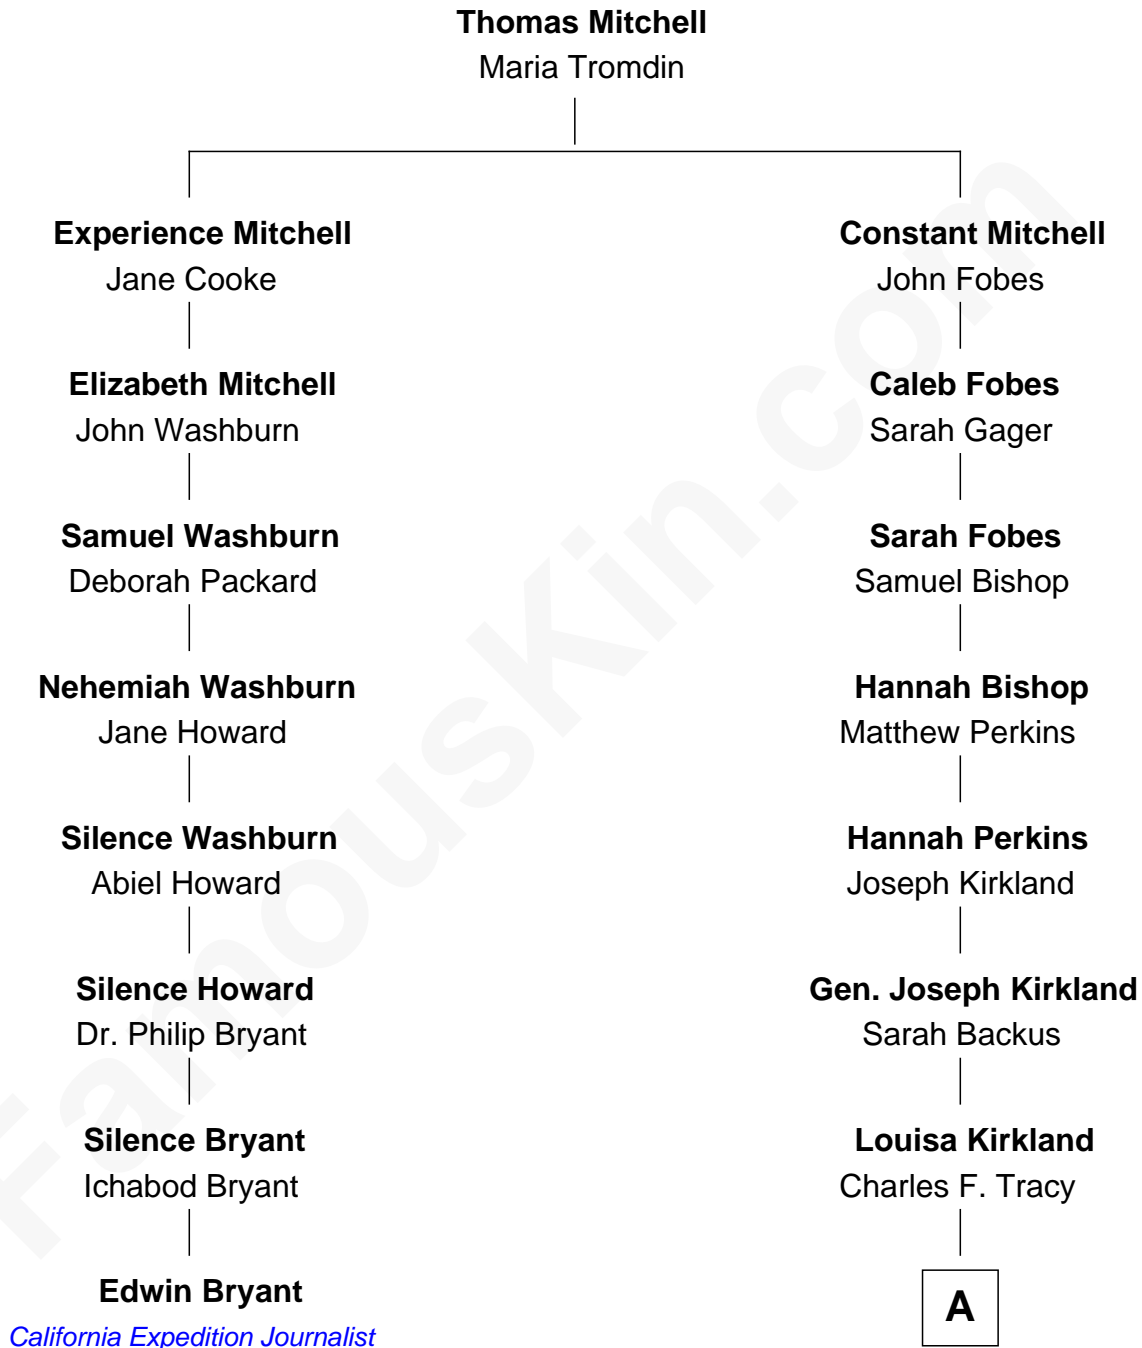 Thomas Mitchell
Maria Tromdin
Experience Mitchell
Jane Cooke
Constant Mitchell
John Fobes
Elizabeth Mitchell
John Washburn
Caleb Fobes
Sarah Gager
Samuel Washburn
Deborah Packard
Sarah Fobes
Samuel Bishop
Nehemiah Washburn
Jane Howard
Hannah Bishop
Matthew Perkins
Silence Washburn
Abiel Howard
Hannah Perkins
Joseph Kirkland
Silence Howard
Dr. Philip Bryant
Gen. Joseph Kirkland
Sarah Backus
Silence Bryant
Ichabod Bryant
Louisa Kirkland
Charles F. Tracy
Edwin Bryant
California Expedition Journalist
A
FamousKin.com